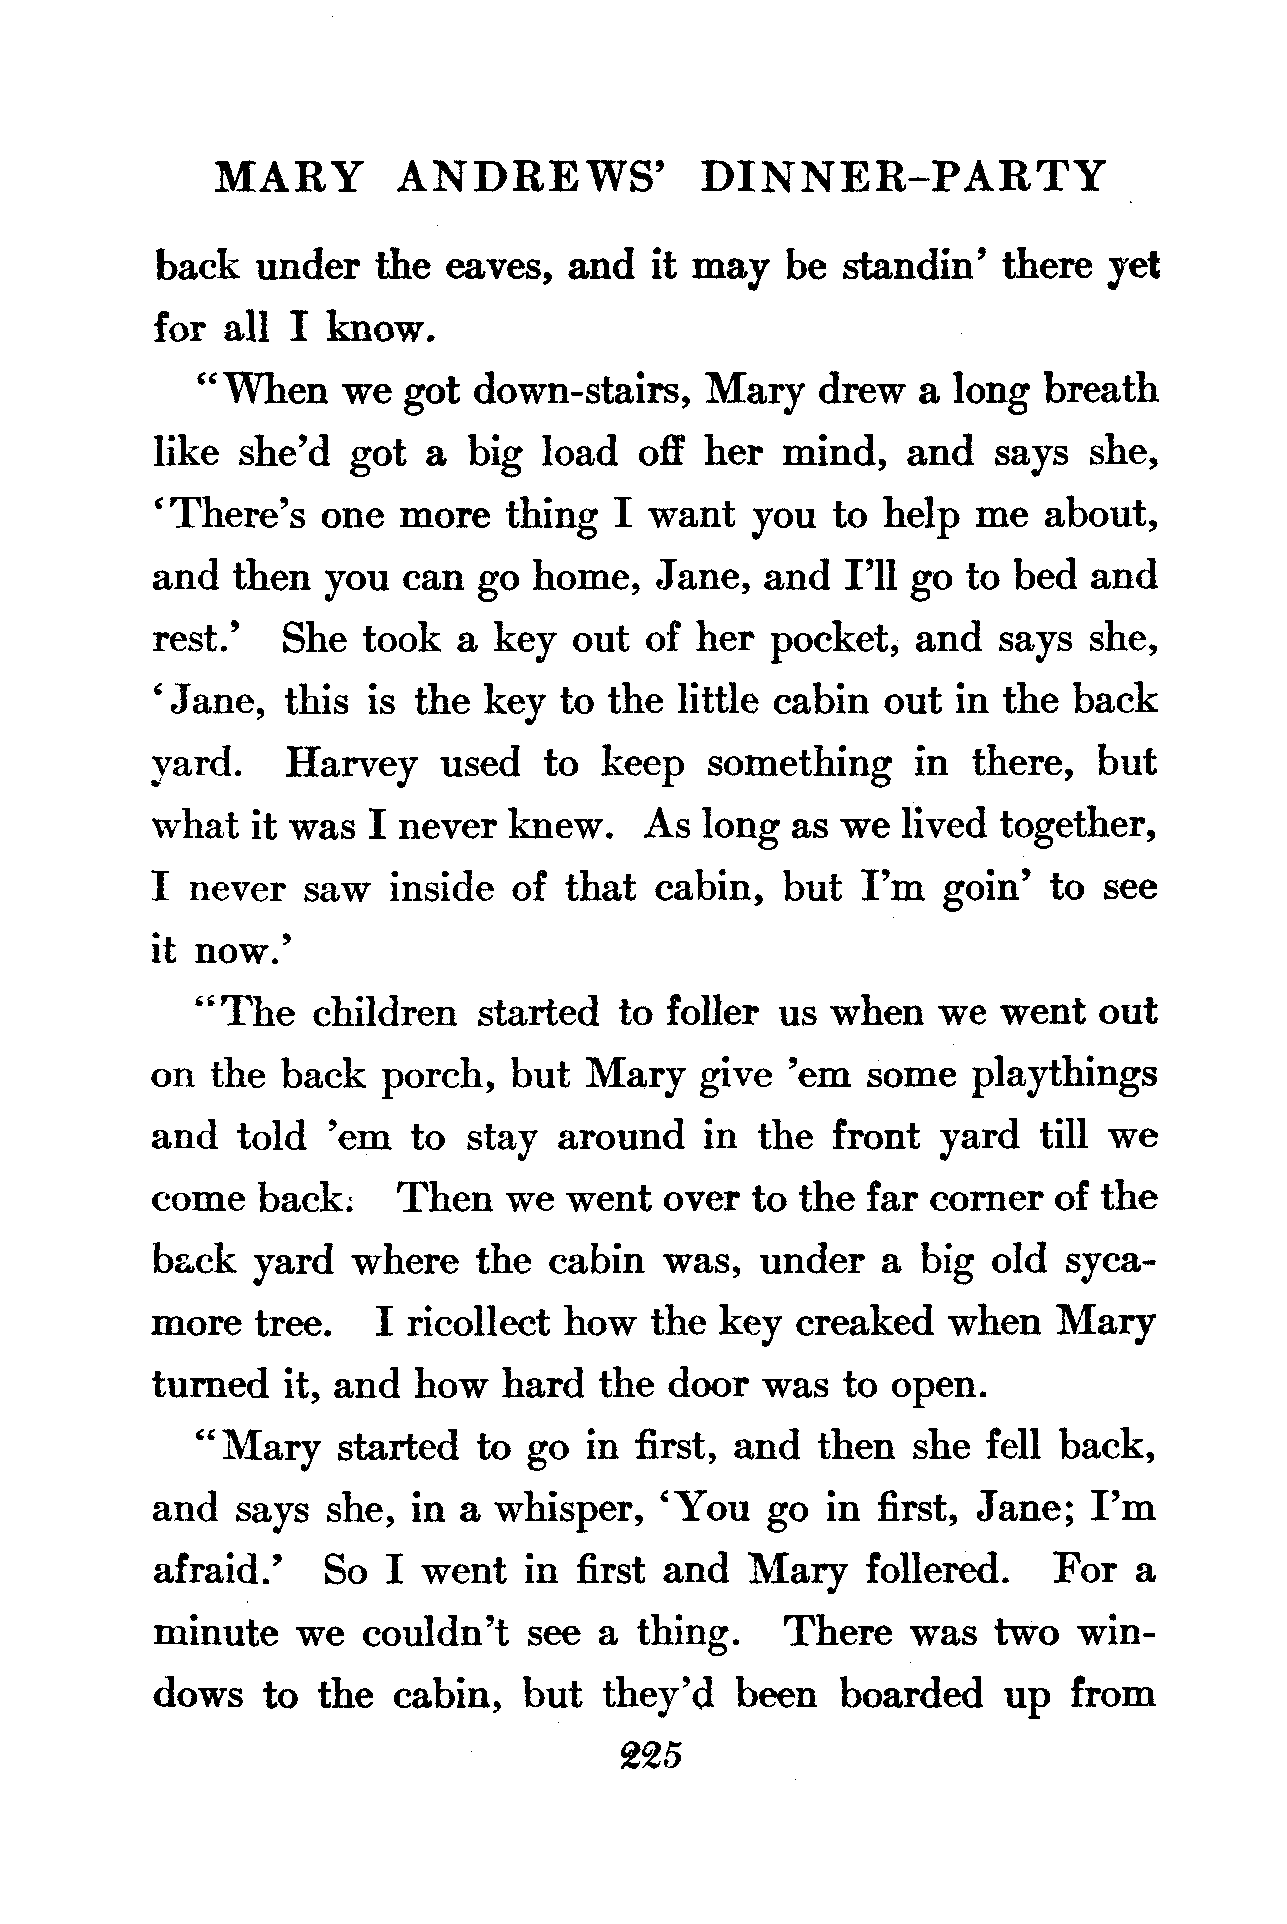 MARY ANDREWS’ DINNER-PARTY
back under the eaves, and it may be standin’ there yet
for all I know.
“When we got down-stairs, Mary drew a long breath
like she’d got a big load off her mind, and says she,
‘There’s one more thing I want you to help me about,
and then you can go home, Jane, and I’ll go to bed and
rest.’ She took a key out of her pocket, and says she,
‘Jane, this is the key to the little cabin out in the back
yard. Harvey used to keep something in there, but
what it was I never knew. As long as we lived together,
I never saw inside of that cabin, but I’m goin’ to see
it now.’
“The children started to foller us when we went out
on the back porch, but Mary give ’em some playthings
and told ’em to stay around in the front yard till we
come back. Then we went over to the far corner of the
back yard where the cabin was, under a big old syca-
more tree. I ricollect how the key creaked when Mary
turned it, and how hard the door was to open.
“Mary started to go in first, and then she fell back,
and says she, in a whisper, ‘You go in first, Jane; I’m
afraid.’ So I went in first and Mary follered. For a
minute we couldn’t see a thing. There was two win-
dows to the cabin, but they’d been boarded up from
225